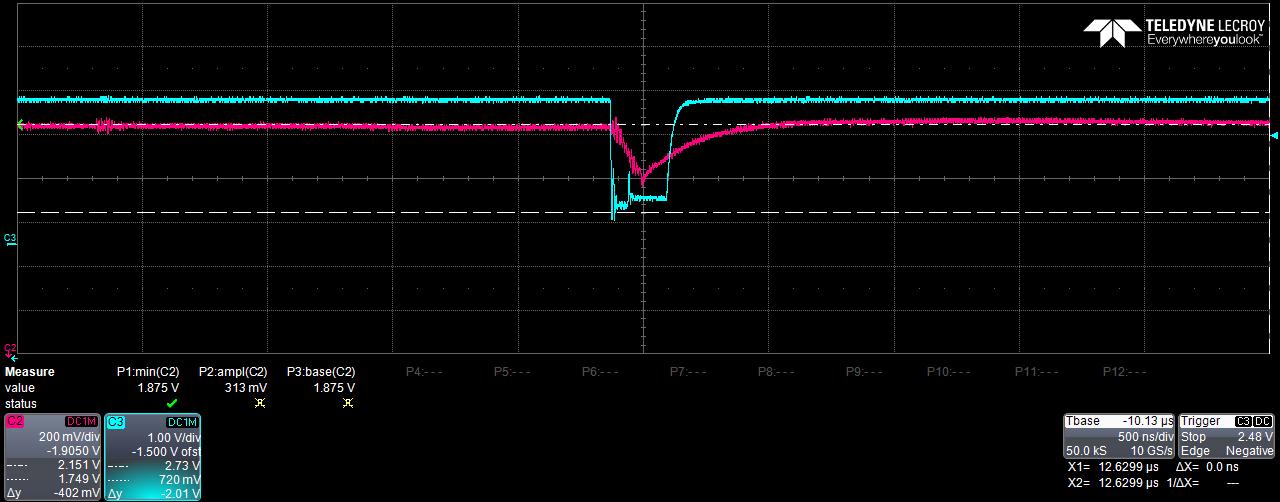 TELEDYNE LECROY
Everywhereyoulook™
C3
C2
Measure P1:min(C2) P2:ampl(C2) P3:base(C2) P4:--- P5:--- P6:--- P7:--- P8:--- P9:--- P10:--- P11:--- P12:---
value 1.875 V 313 mV 1.875 V
status
C2 DC1M
200 mV/div
-1.9050 V
2.151 V
1.749 V
Δy -402 mV
C3 DC1M
1.00 V/div
-1.500 V ofst
2.73 V
720 mV
Δy -2.01 V
Tbase -10.13 µs
500 ns/div
50.0 kS 10 GS/s
Trigger C3 DC
Stop 2.48 V
Edge Negative
X1= 12.6299 µs ΔX= 0.0 ns
X2= 12.6299 µs 1/ΔX= ---